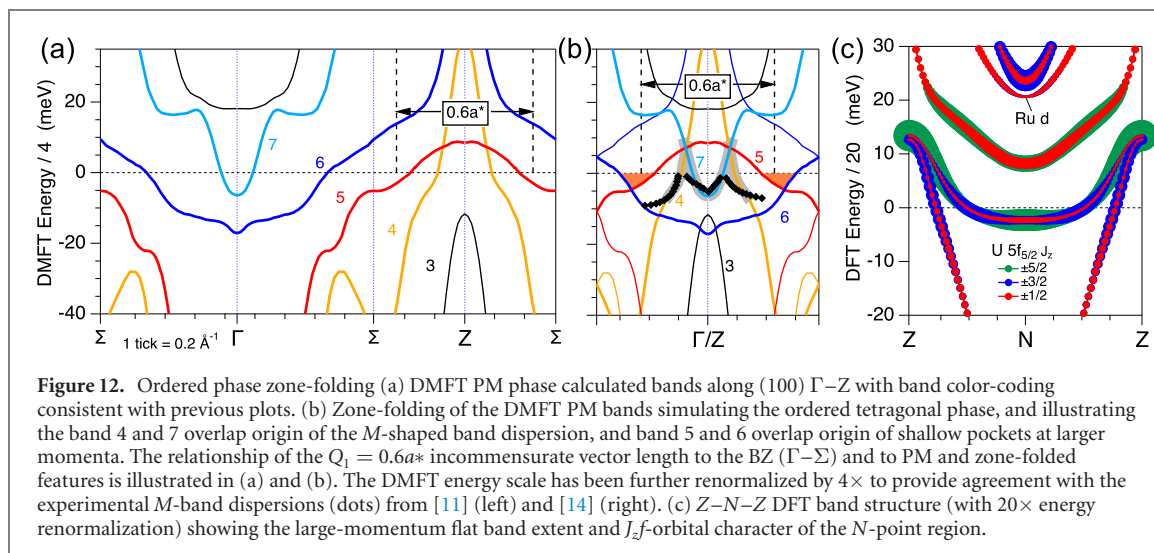 (a)
(b)
(c)
DMFT Energy / 4 (meV)
20
0
-20
-40
0.6a*
7
6
5
4
3
Σ
Γ
Σ
Z
Σ
1 tick = 0.2 Å⁻¹
0.6a*
7
5
4
6
3
Γ/Z
DFT Energy / 20 (meV)
30
20
10
0
-10
-20
Ru d
U 5f5/2 Jz
±5/2
±3/2
±1/2
Z
N
Z
Figure 12. Ordered phase zone-folding (a) DMFT PM phase calculated bands along (100) Γ–Z with band color-coding
consistent with previous plots. (b) Zone-folding of the DMFT PM bands simulating the ordered tetragonal phase, and illustrating
the band 4 and 7 overlap origin of the M-shaped band dispersion, and band 5 and 6 overlap origin of shallow pockets at larger
momenta. The relationship of the Q₁ = 0.6a* incommensurate vector length to the BZ (Γ–Σ) and to PM and zone-folded
features is illustrated in (a) and (b). The DMFT energy scale has been further renormalized by 4× to provide agreement with the
experimental M-band dispersions (dots) from [11] (left) and [14] (right). (c) Z–N–Z DFT band structure (with 20× energy
renormalization) showing the large-momentum flat band extent and Jzf-orbital character of the N-point region.